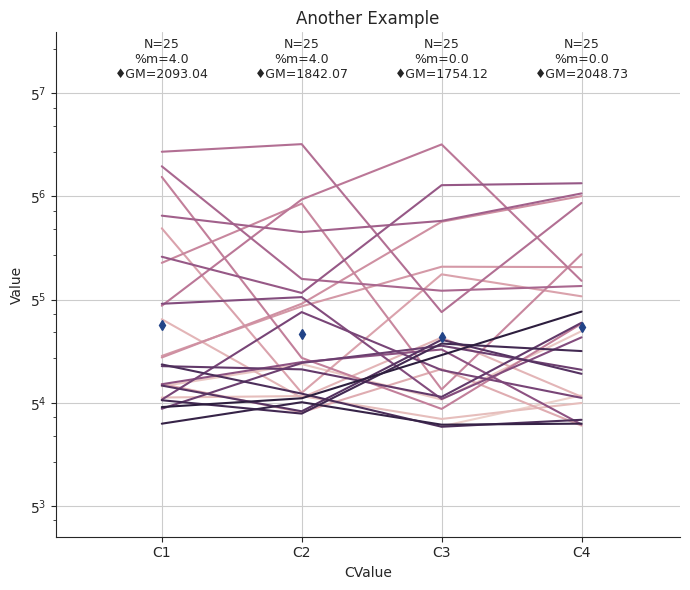 Another Example
N=25 N=25 N=25 N=25
%m=4.0 %m=4.0 %m=0.0 %m=0.0
♦GM=2093.04 ♦GM=1842.07 ♦GM=1754.12 ♦GM=2048.73
5⁷
5⁶
5⁵
5⁴
5³
Value
C1 C2 C3 C4
CValue